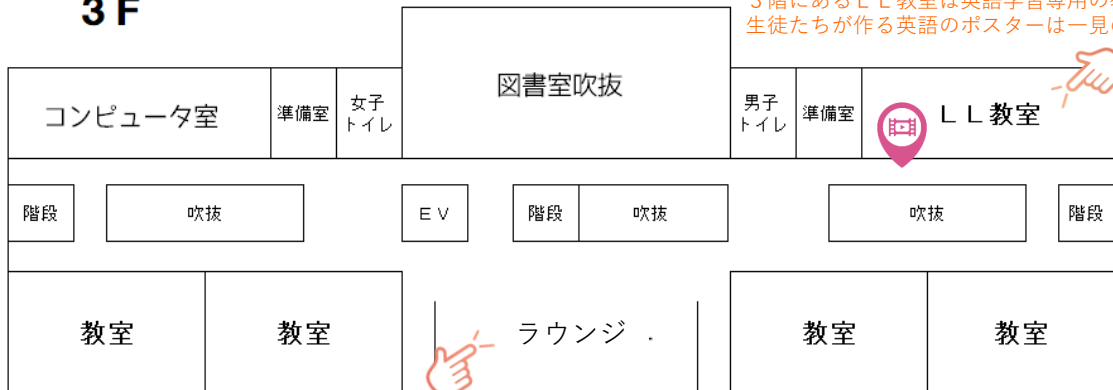 3F
３階にあるＬＬ教室は英語学習専用の
生徒たちが作る英語のポスターは一見
コンピュータ室
準備室
女子
トイレ
図書室吹抜
男子
トイレ
準備室
ＬＬ教室
階段
吹抜
ＥＶ
階段
吹抜
吹抜
階段
教室
教室
ラウンジ
教室
教室